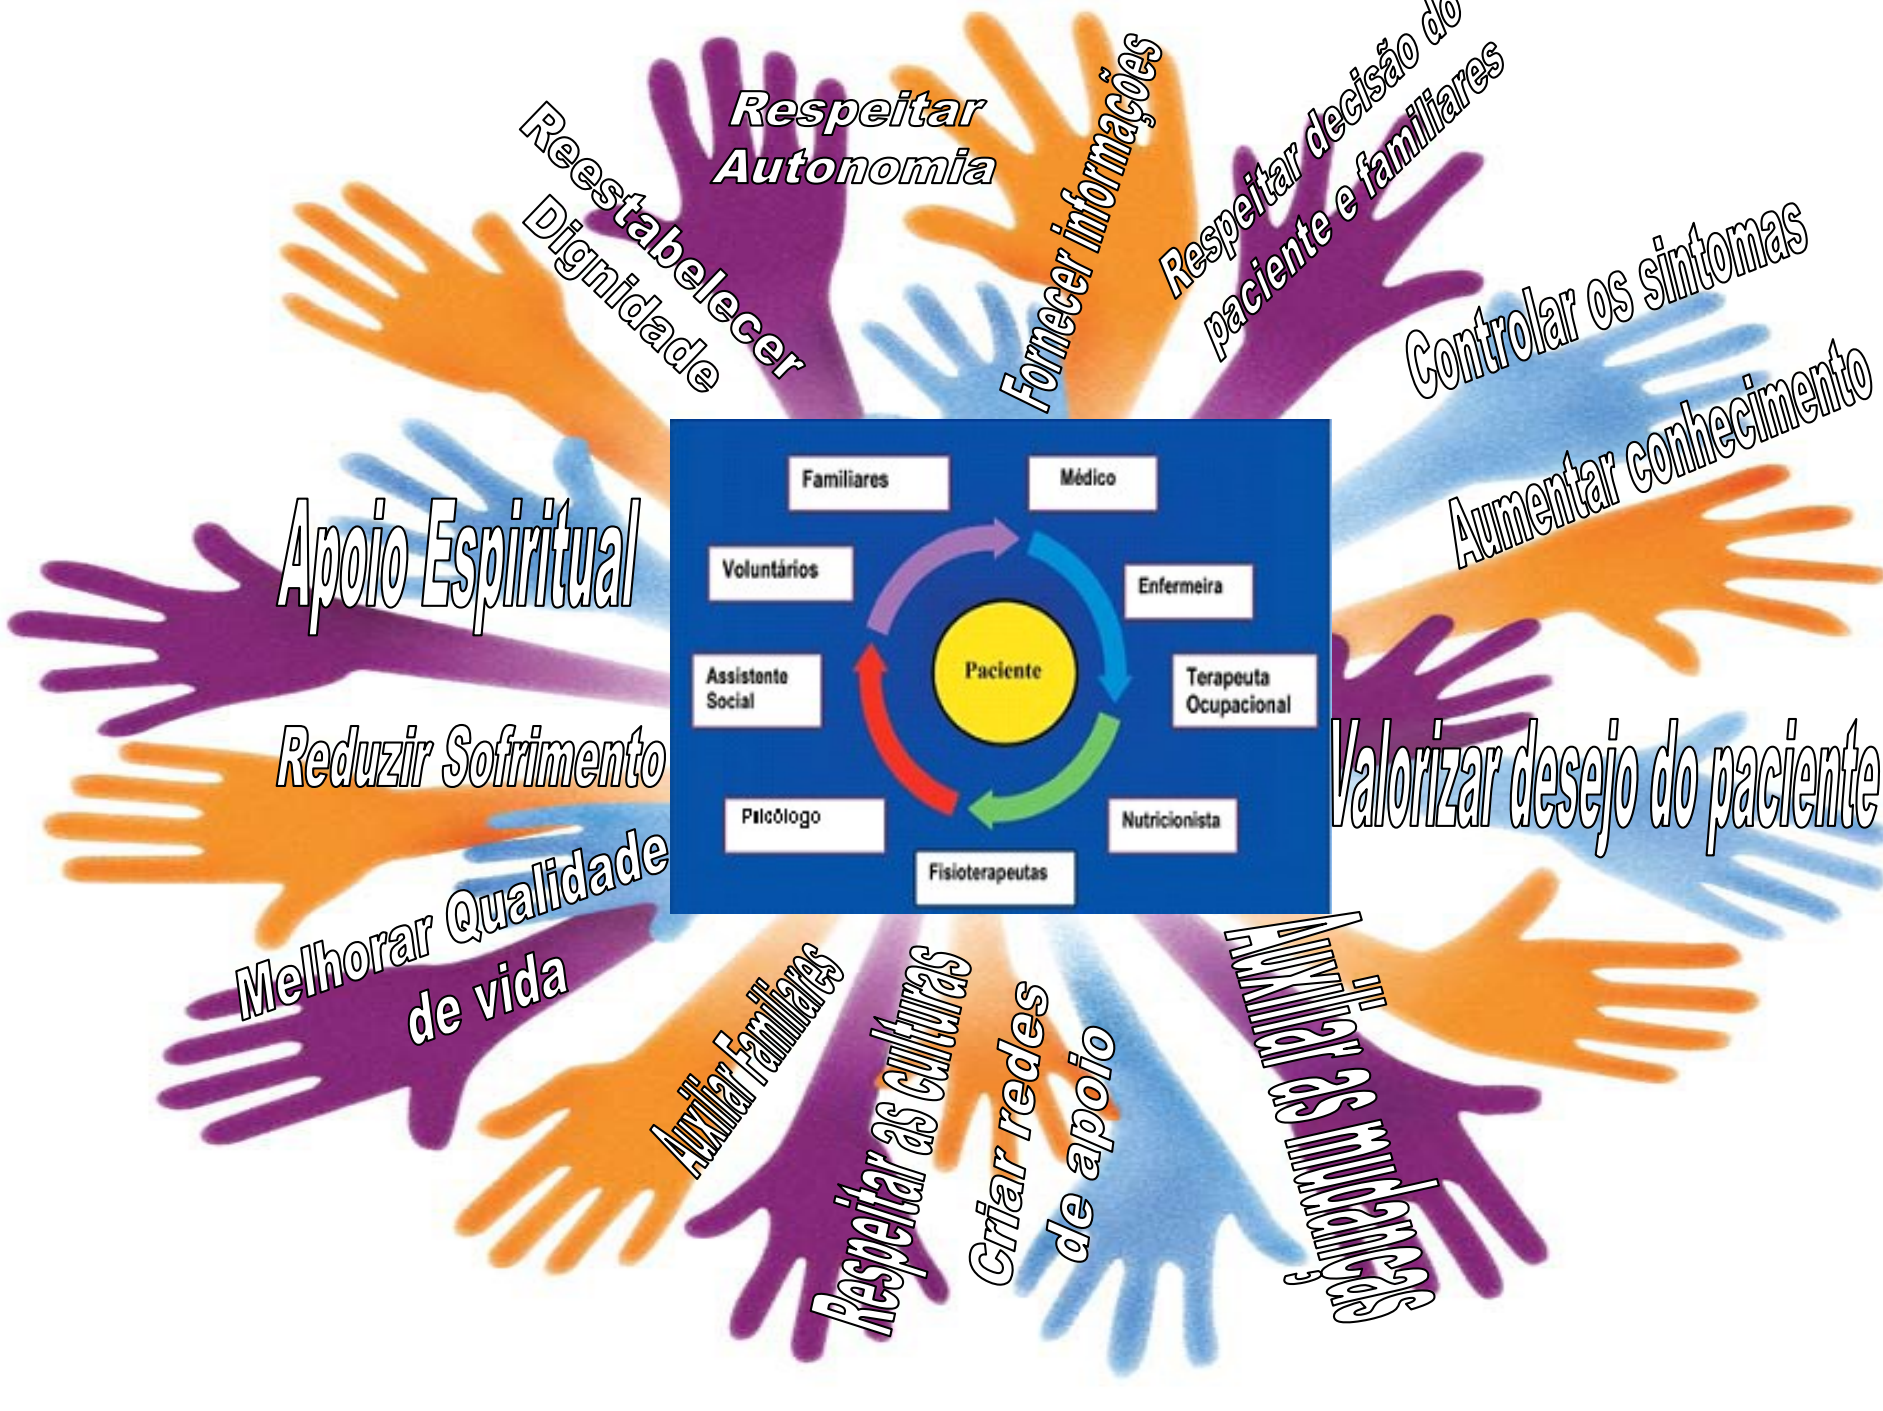 Respeitar
Autonomia
Reestabelecer
Dignidade
Fornecer informações
Respeitar decisão do
paciente e familiares
Controlar os sintomas
Aumentar conhecimento
Apoio Espiritual
Reduzir Sofrimento
Melhorar Qualidade
de vida
Familiares
Médico
Voluntários
Enfermeira
Assistente
Social
Paciente
Terapeuta
Ocupacional
Psicólogo
Nutricionista
Fisioterapeutas
Valorizar desejo do paciente
Auxiliar Familiares
Respeitar as culturas
Criar redes
de apoio
Auxiliar as mudanças